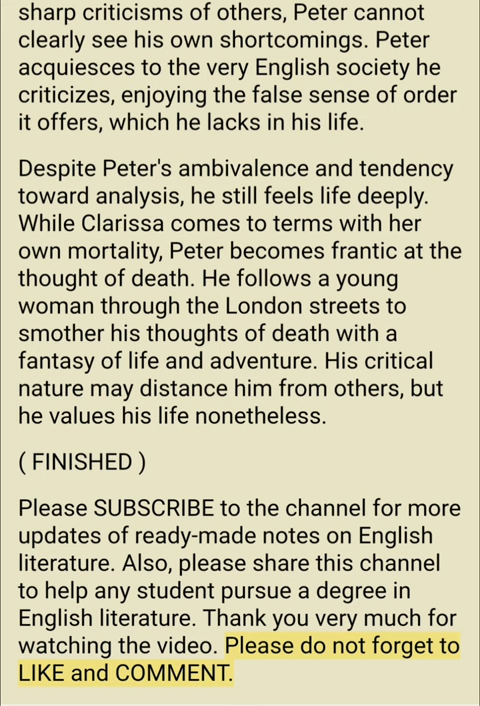 sharp criticisms of others, Peter cannot
clearly see his own shortcomings. Peter
acquiesces to the very English society he
criticizes, enjoying the false sense of order
it offers, which he lacks in his life.
Despite Peter's ambivalence and tendency
toward analysis, he still feels life deeply.
While Clarissa comes to terms with her
own mortality, Peter becomes frantic at the
thought of death. He follows a young
woman through the London streets to
smother his thoughts of death with a
fantasy of life and adventure. His critical
nature may distance him from others, but
he values his life nonetheless.
( FINISHED )
Please SUBSCRIBE to the channel for more
updates of ready-made notes on English
literature. Also, please share this channel
to help any student pursue a degree in
English literature. Thank you very much for
watching the video. Please do not forget to
LIKE and COMMENT.